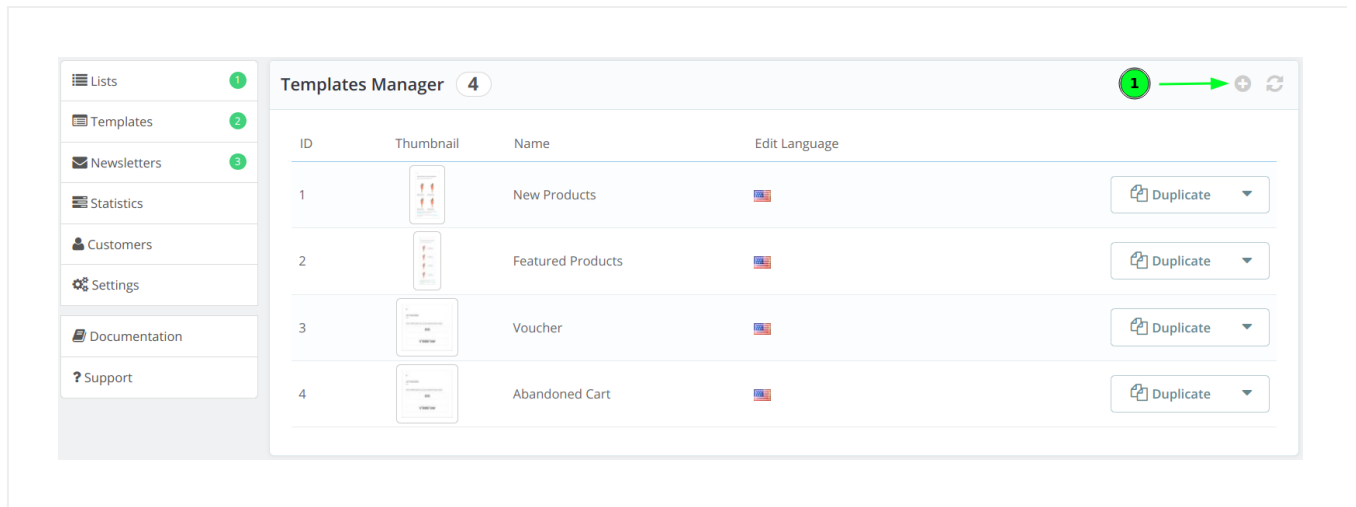 Lists 1
Templates 2
Newsletters 3
Statistics
Customers
Settings
Documentation
? Support
Templates Manager 4
1
ID Thumbnail Name Edit Language
1 New Products Duplicate
2 Featured Products Duplicate
3 Voucher Duplicate
4 Abandoned Cart Duplicate